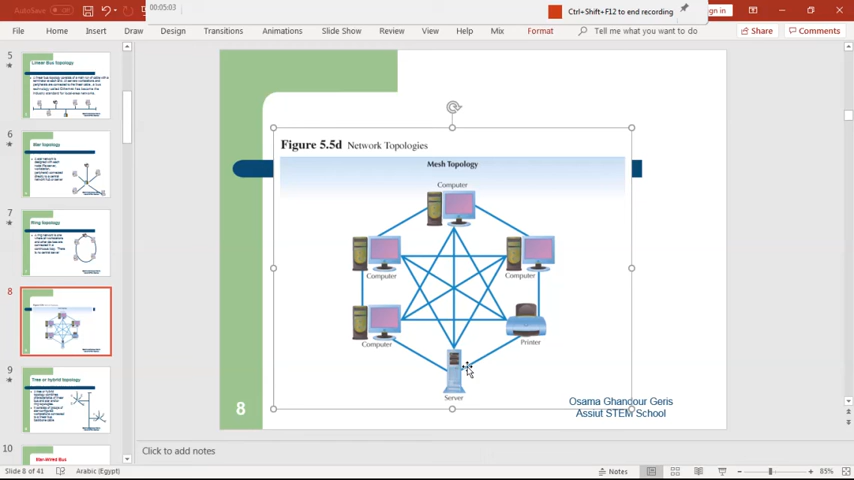 00:05:03
Ctrl+Shift+F12 to end recording
AutoSave Off
File Home Insert Draw Design Transitions Animations Slide Show Review View Help Mix Format Tell me what you want to do Share Comments
5
Linear Bus topology
6
Star topology
7
Ring topology
8
9
Tree or hybrid topology
10
Star-Wired Bus
Figure 5.5d Network Topologies
Mesh Topology
Computer
Computer
Computer
Computer
Printer
Server
8
Osama Ghandour Geris
Assiut STEM School
Click to add notes
Slide 8 of 41
Arabic (Egypt)
Notes
85%